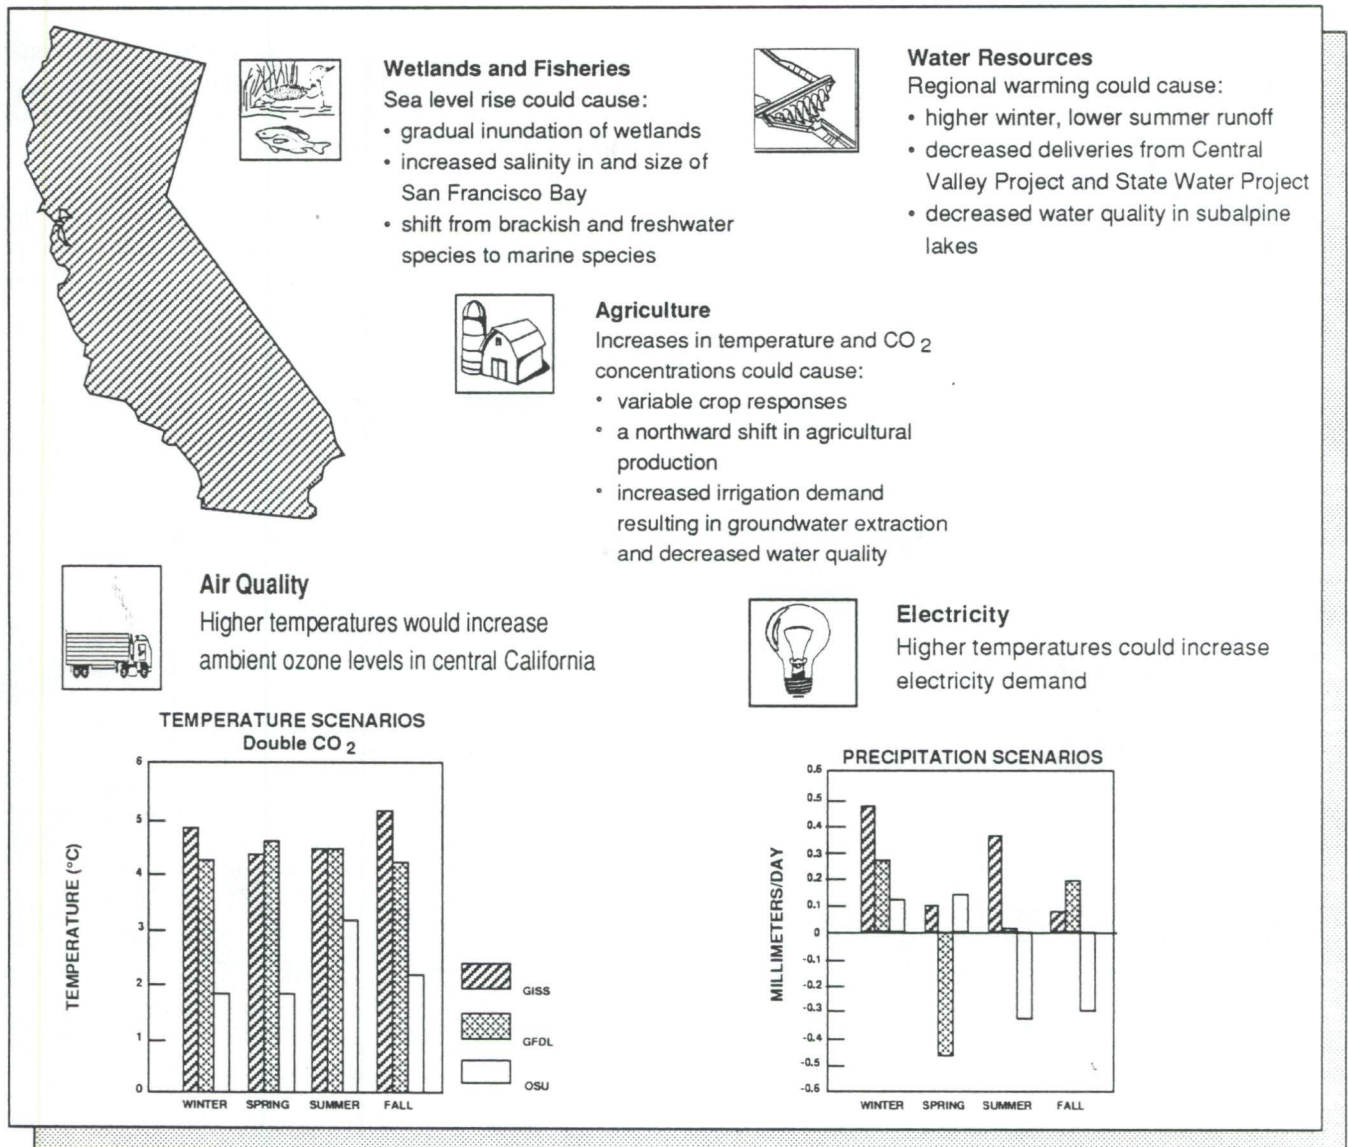 Wetlands and Fisheries
Sea level rise could cause:
• gradual inundation of wetlands
• increased salinity in and size of
San Francisco Bay
• shift from brackish and freshwater
species to marine species
Water Resources
Regional warming could cause:
• higher winter, lower summer runoff
• decreased deliveries from Central
Valley Project and State Water Project
• decreased water quality in subalpine
lakes
Agriculture
Increases in temperature and CO 2
concentrations could cause:
• variable crop responses
• a northward shift in agricultural
production
• increased irrigation demand
resulting in groundwater extraction
and decreased water quality
Air Quality
Higher temperatures would increase
ambient ozone levels in central California
Electricity
Higher temperatures could increase
electricity demand
TEMPERATURE SCENARIOS
Double CO 2
TEMPERATURE (°C)
6
5
4
3
2
1
0
WINTER SPRING SUMMER FALL
GISS
GFDL
OSU
PRECIPITATION SCENARIOS
MILLIMETERS/DAY
0.6
0.5
0.4
0.3
0.2
0.1
0
-0.1
-0.2
-0.3
-0.4
-0.5
-0.6
WINTER SPRING SUMMER FALL